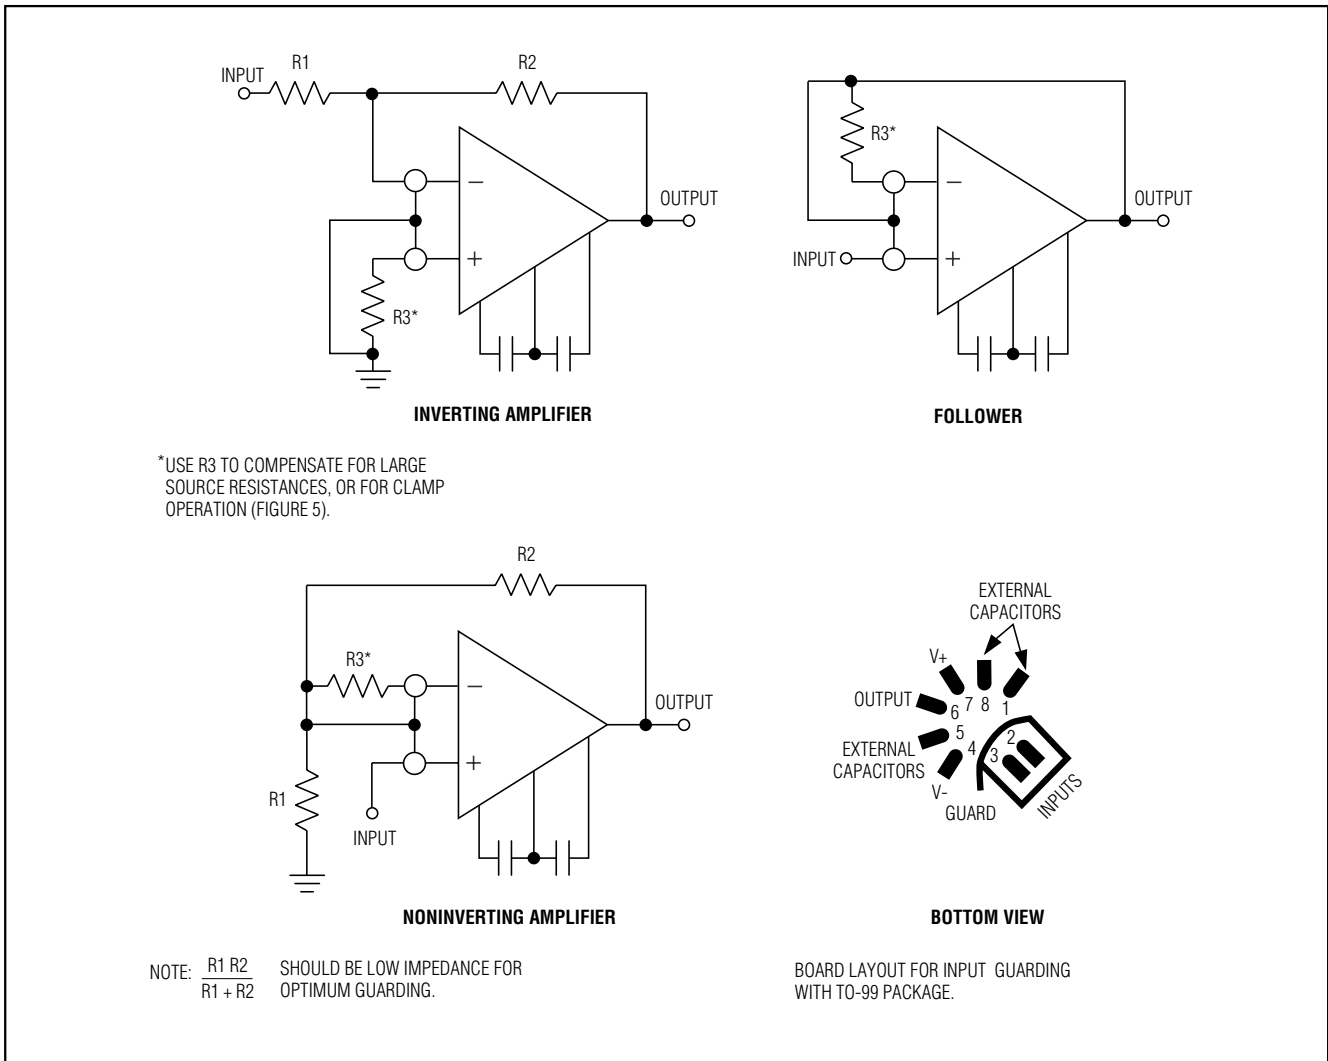 INPUT
R1
R2
−
+
R3*
OUTPUT
INVERTING AMPLIFIER
R3*
−
+
INPUT
OUTPUT
FOLLOWER
*USE R3 TO COMPENSATE FOR LARGE
SOURCE RESISTANCES, OR FOR CLAMP
OPERATION (FIGURE 5).
R2
R3*
−
+
R1
INPUT
OUTPUT
NONINVERTING AMPLIFIER
NOTE: R1 R2 / R1 + R2 SHOULD BE LOW IMPEDANCE FOR
OPTIMUM GUARDING.
EXTERNAL
CAPACITORS
V+
OUTPUT
7
8
1
6
5
4
3
2
EXTERNAL
CAPACITORS
V-
GUARD
INPUTS
BOTTOM VIEW
BOARD LAYOUT FOR INPUT GUARDING
WITH TO-99 PACKAGE.